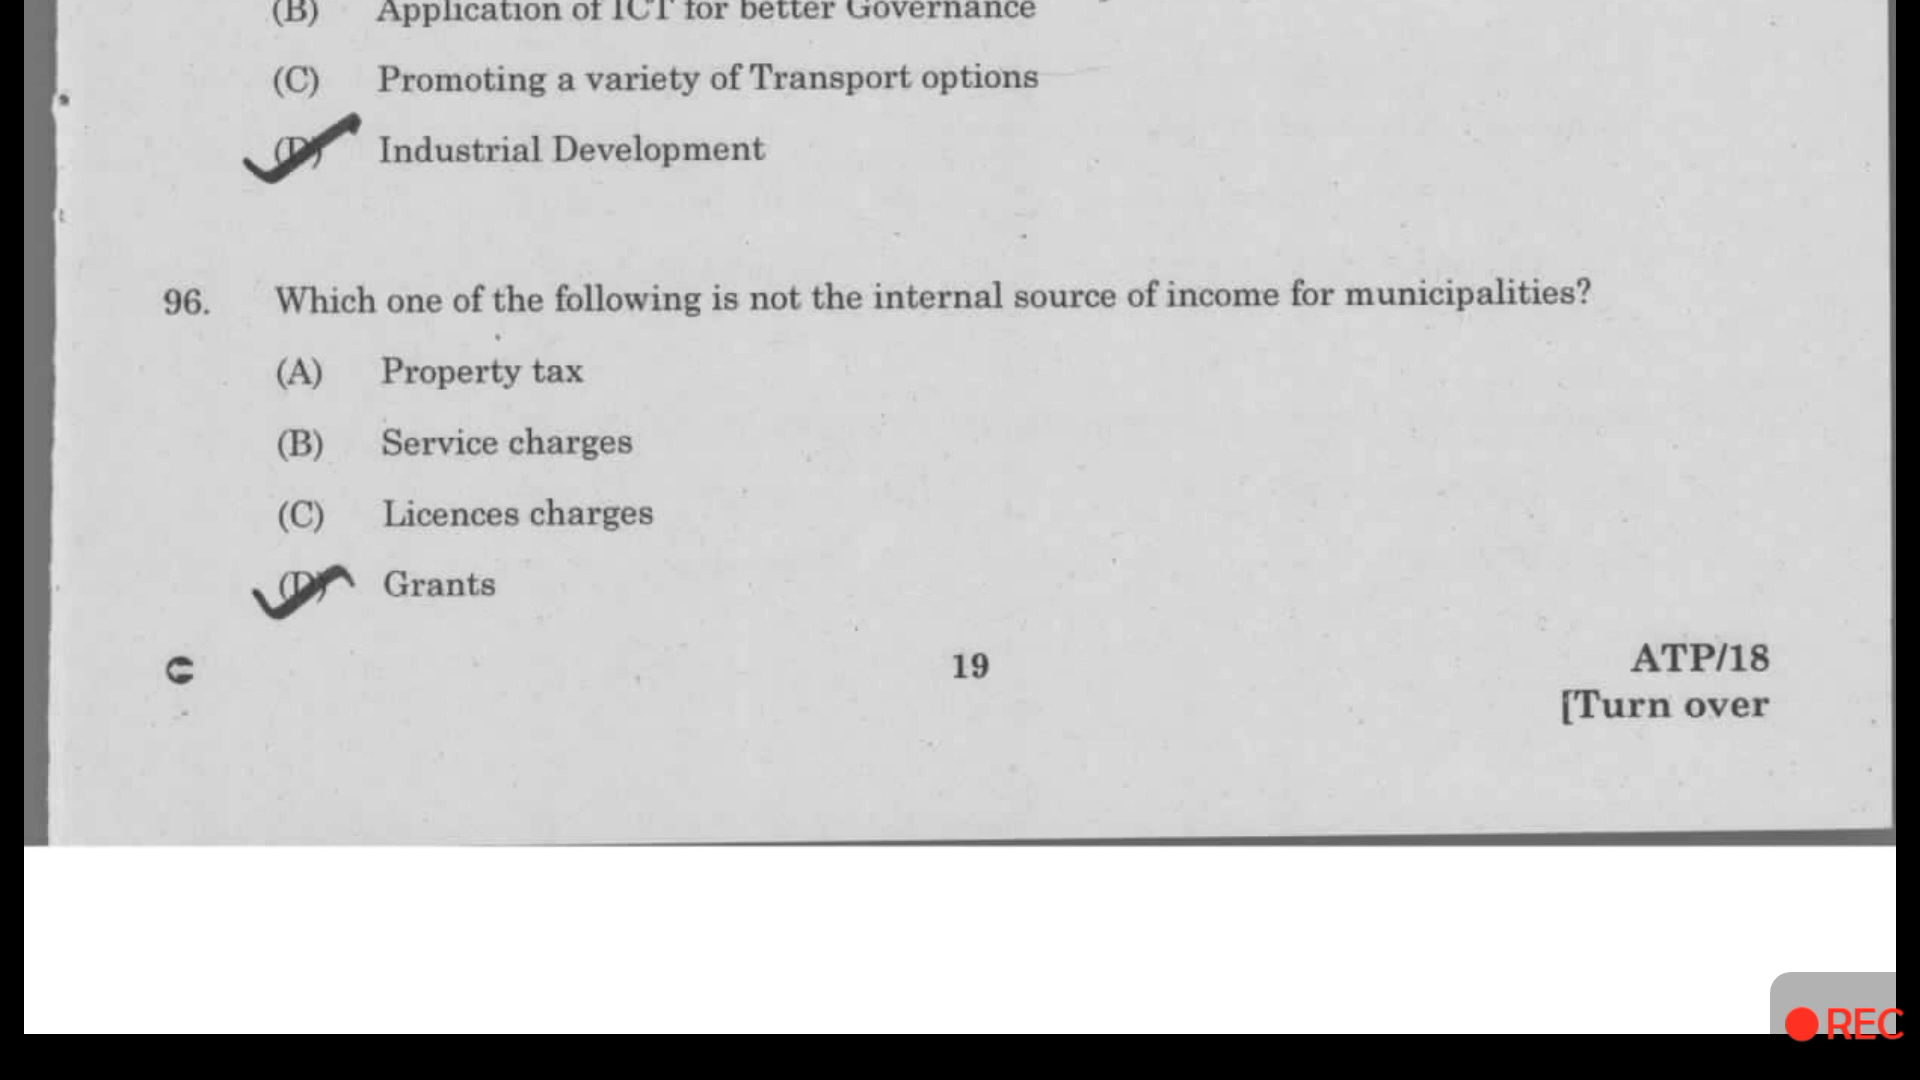 (B) Application of ICT for better Governance
(C) Promoting a variety of Transport options
(D) Industrial Development
96. Which one of the following is not the internal source of income for municipalities?
(A) Property tax
(B) Service charges
(C) Licences charges
(D) Grants
19
ATP/18
[Turn over
REC